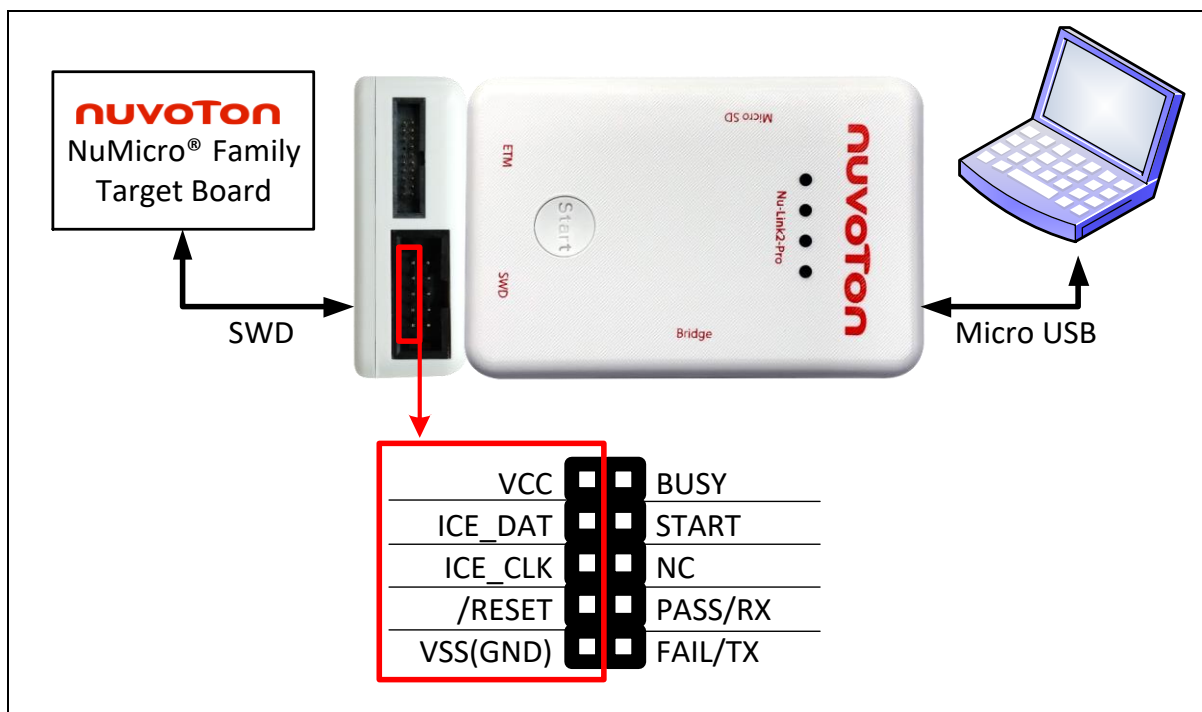 nuvoTon
NuMicro® Family
Target Board
SWD
ETM
SWD
Start
Micro SD
Bridge
Nu-Link2-Pro
nuvoTon
Micro USB
VCC
BUSY
ICE_DAT
START
ICE_CLK
NC
/RESET
PASS/RX
VSS(GND)
FAIL/TX